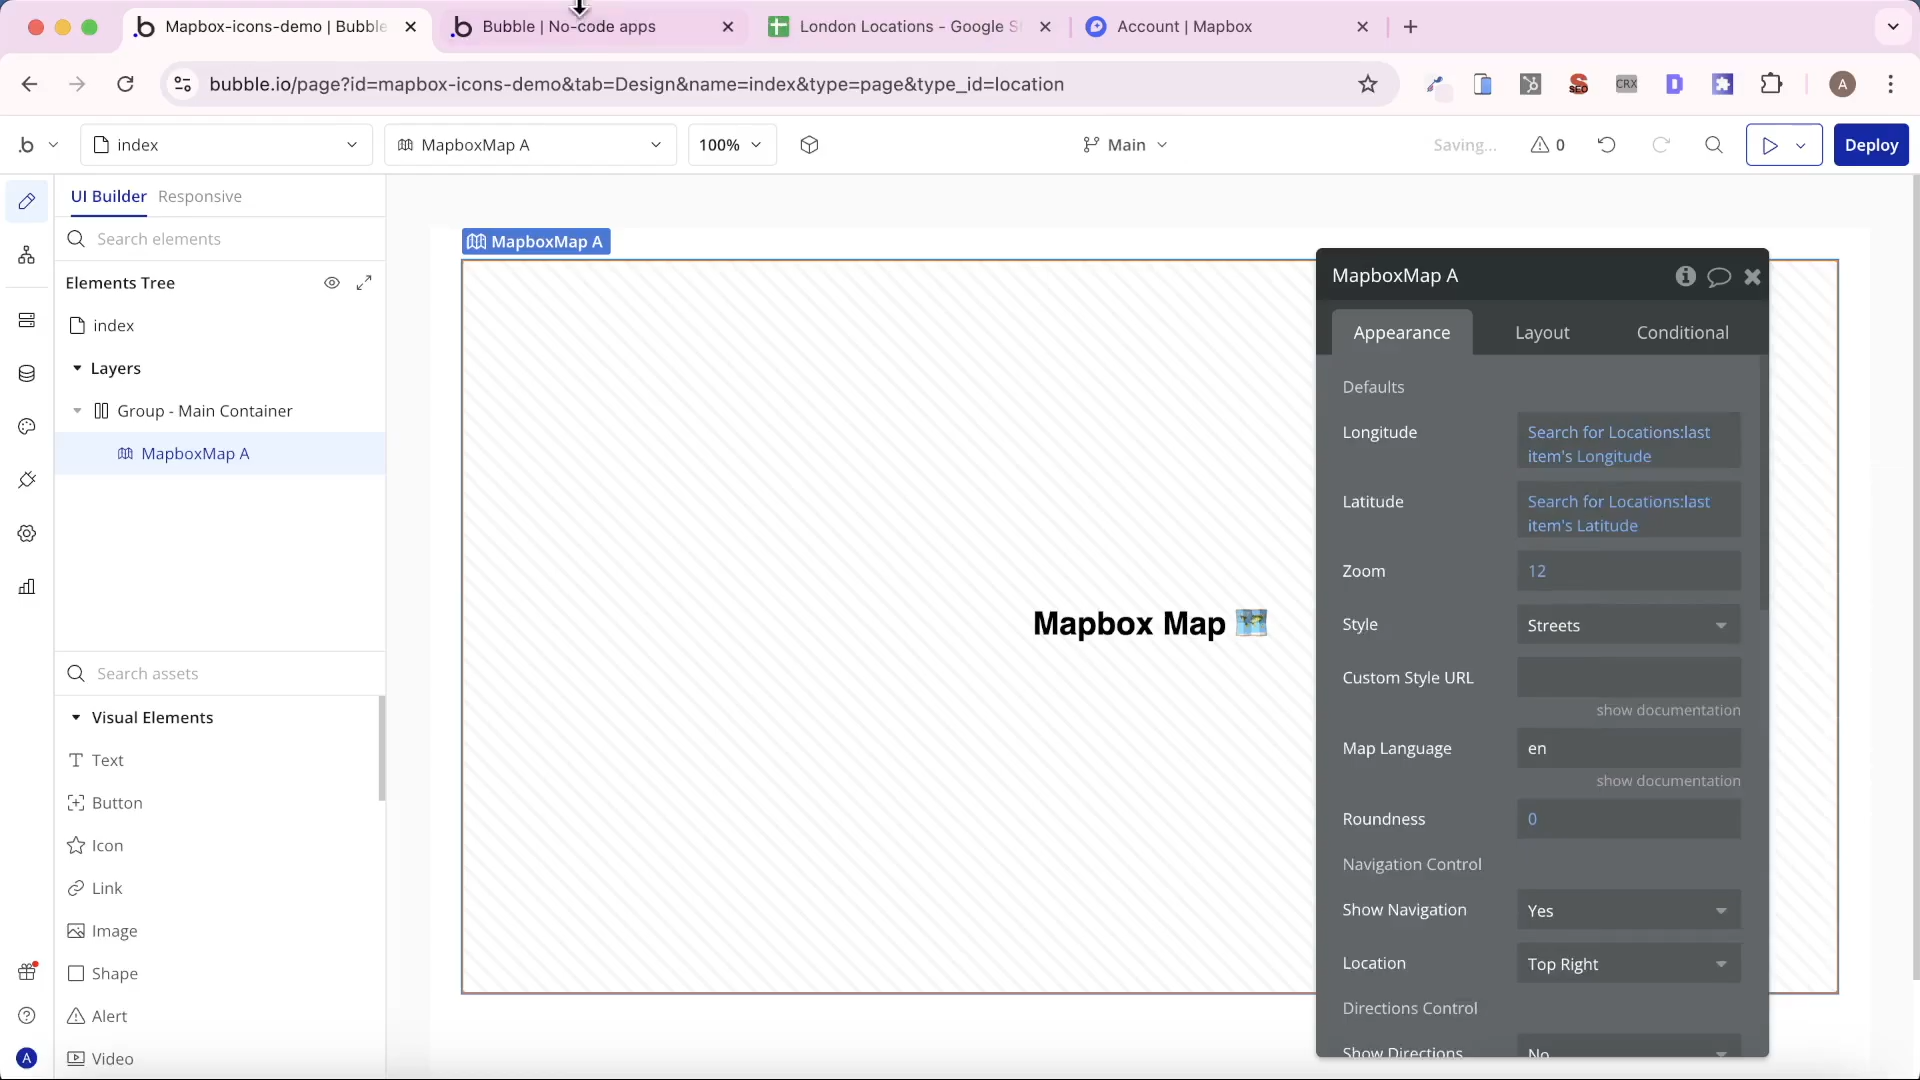 Mapbox-icons-demo | Bubble
Bubble | No-code apps
London Locations - Google S
Account | Mapbox
bubble.io/page?id=mapbox-icons-demo&tab=Design&name=index&type=page&type_id=location
SEO
CRX
A
.b
index
MapboxMap A
100%
Main
Saving...
0
Deploy
UI Builder
Responsive
Search elements
Elements Tree
index
Layers
Group - Main Container
MapboxMap A
Search assets
Visual Elements
Text
Button
Icon
Link
Image
Shape
Alert
Video
A
MapboxMap A
Mapbox Map
MapboxMap A
Appearance
Layout
Conditional
Defaults
Longitude
Search for Locations:last
item's Longitude
Latitude
Search for Locations:last
item's Latitude
Zoom
12
Style
Streets
Custom Style URL
show documentation
Map Language
en
show documentation
Roundness
0
Navigation Control
Show Navigation
Yes
Location
Top Right
Directions Control
Show Directions
No